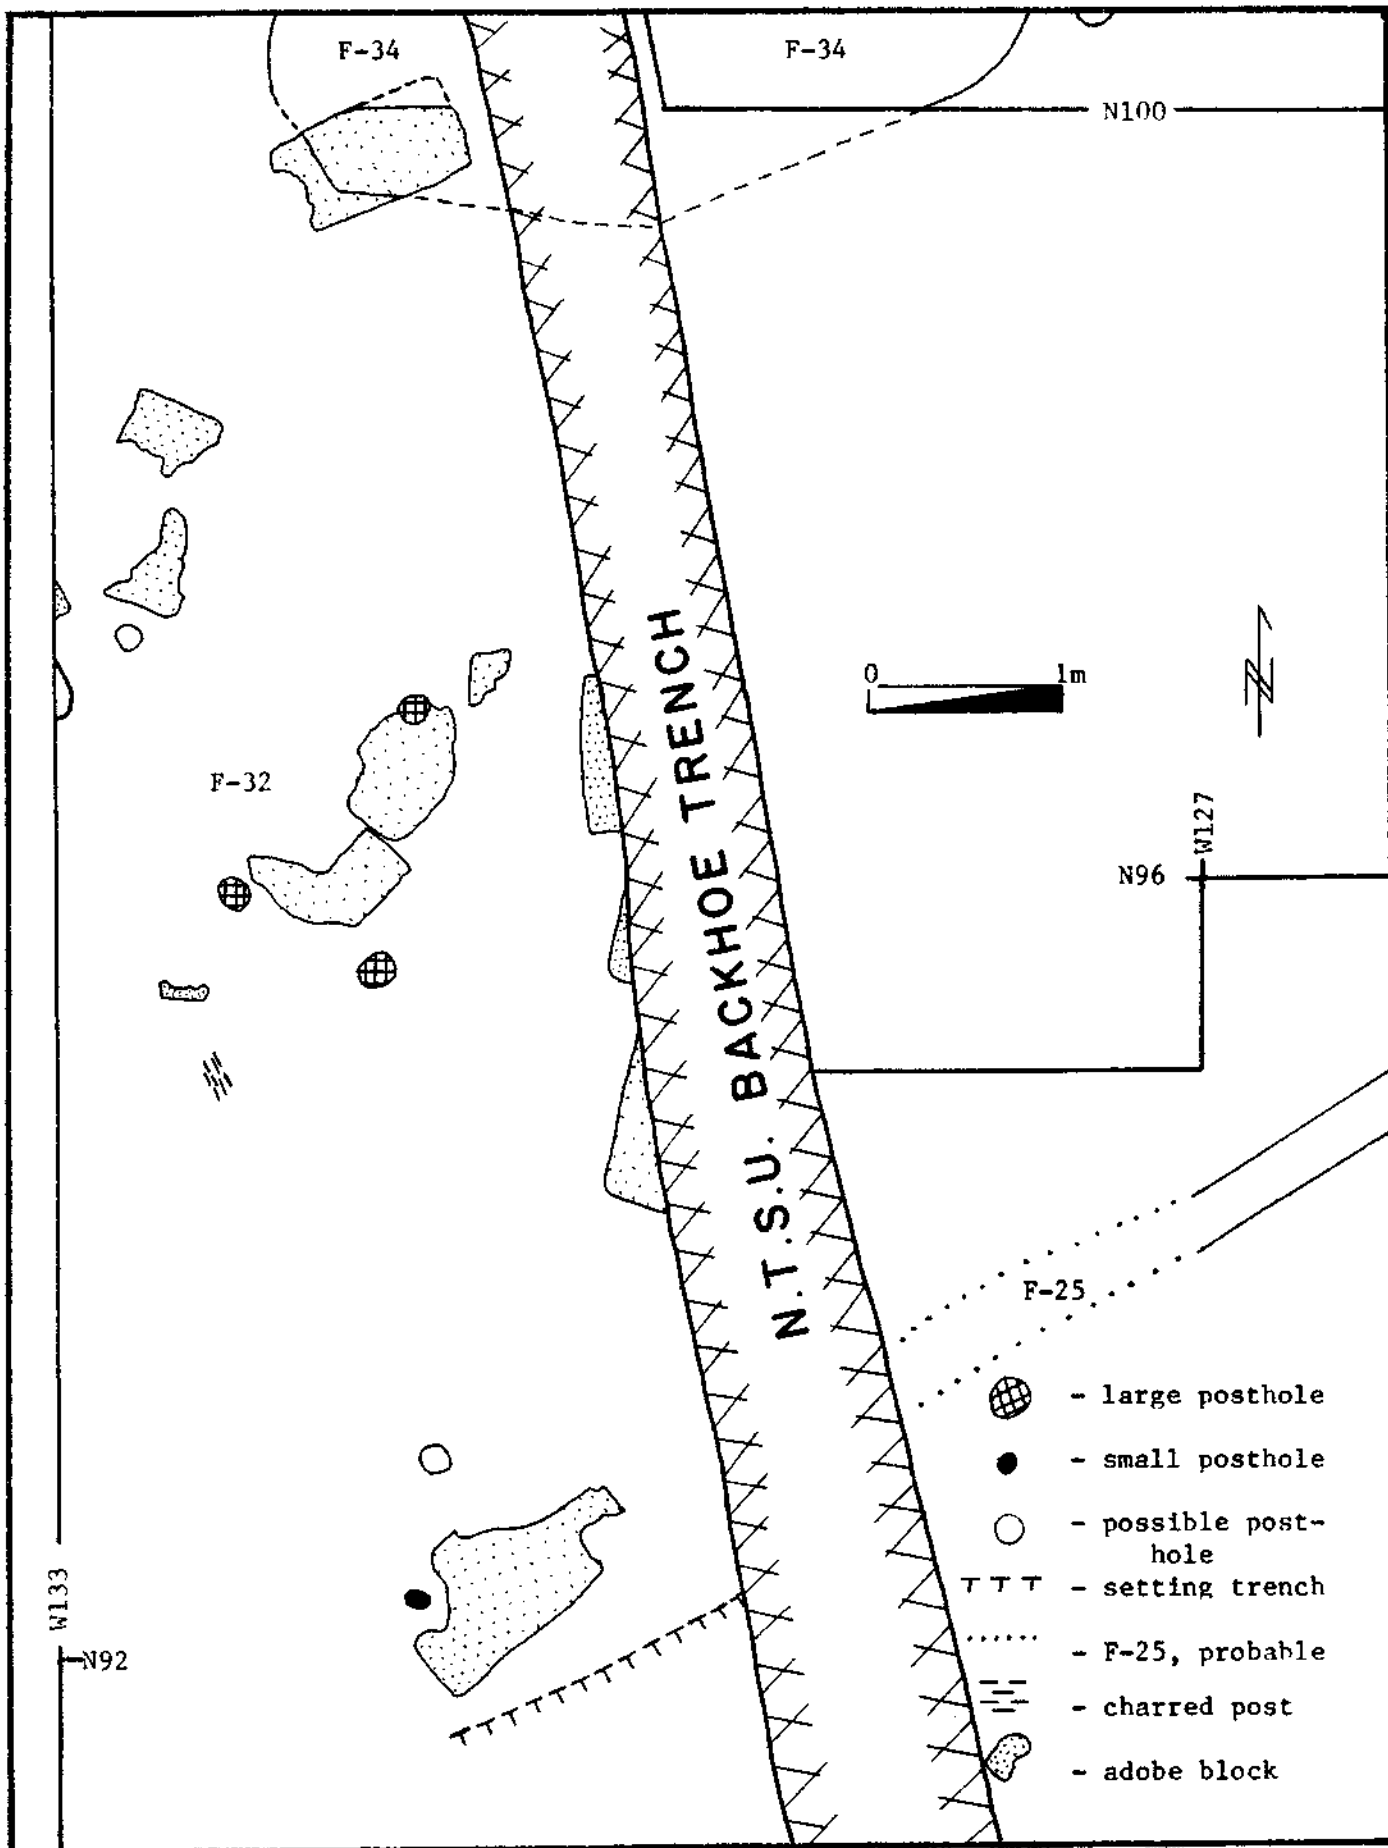 F-34
F-34
N100
0 1m
N.T.S.U. BACKHOE TRENCH
F-32
W127
N96
F-25
- large posthole
- small posthole
- possible post-
hole
- setting trench
- F-25, probable
- charred post
- adobe block
W133
N92